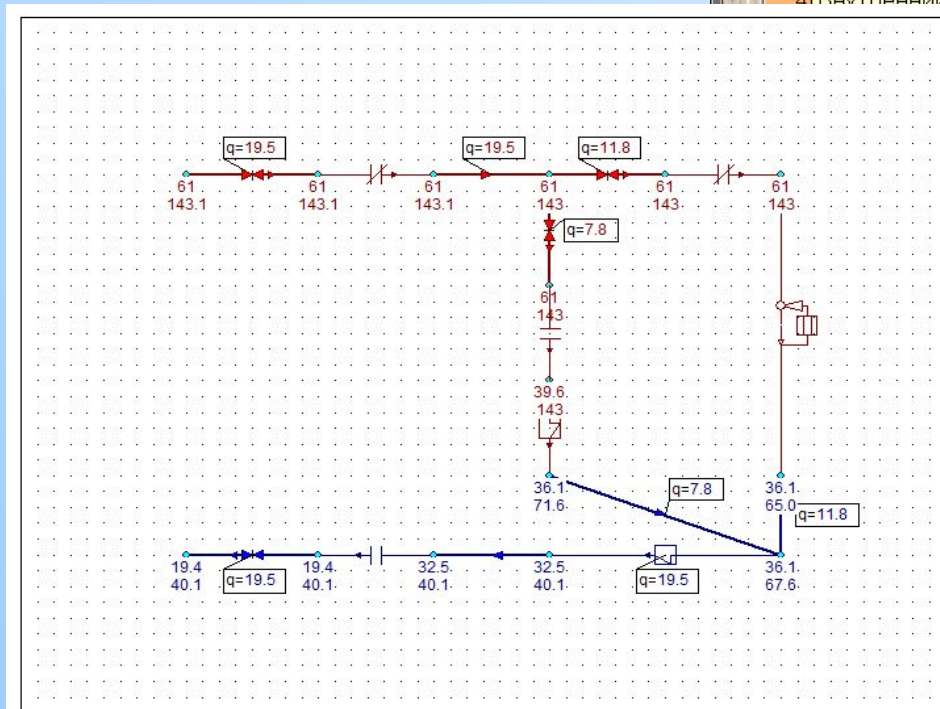 q=19.5 q=19.5 q=11.8
61 61 61 61 61 61
143.1 143.1 143.1 143 143 143
q=7.8
61
143
39.6
143
36.1 q=7.8 36.1
71.6 65.0 q=11.8
19.4 19.4 32.5 32.5 36.1
40.1 q=19.5 40.1 40.1 40.1 q=19.5 67.6